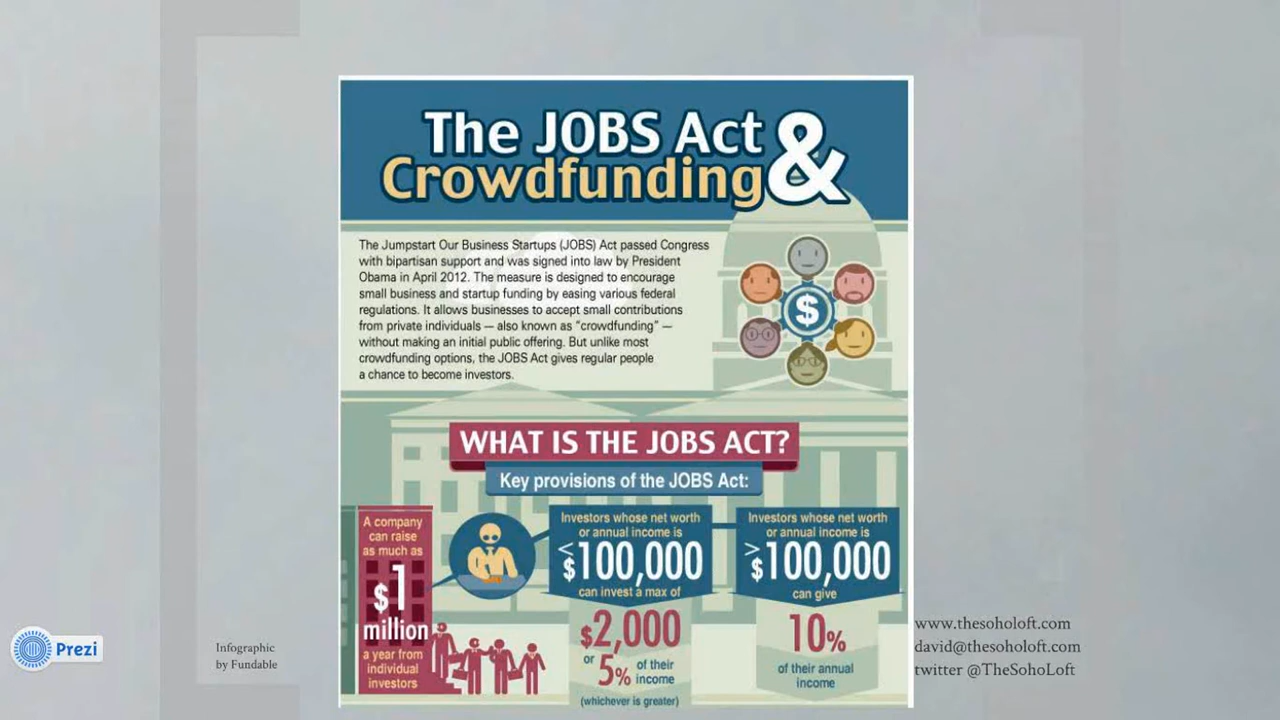 The JOBS Act
&
Crowdfunding
The Jumpstart Our Business Startups (JOBS) Act passed Congress
with bipartisan support and was signed into law by President
Obama in April 2012. The measure is designed to encourage
small business and startup funding by easing various federal
regulations. It allows businesses to accept small contributions
from private individuals — also known as “crowdfunding” —
without making an initial public offering. But unlike most
crowdfunding options, the JOBS Act gives regular people
a chance to become investors.
$
WHAT IS THE JOBS ACT?
Key provisions of the JOBS Act:
A company
can raise
as much as
$1
million
a year from
individual
investors
Investors whose net worth
or annual income is
<$100,000
can invest a max of
$2,000
or 5% of their
income
(whichever is greater)
Investors whose net worth
or annual income is
>$100,000
can give
10%
of their annual
income
Prezi
Infographic
by Fundable
www.thesoholoft.com
david@thesoholoft.com
twitter @TheSohoLoft